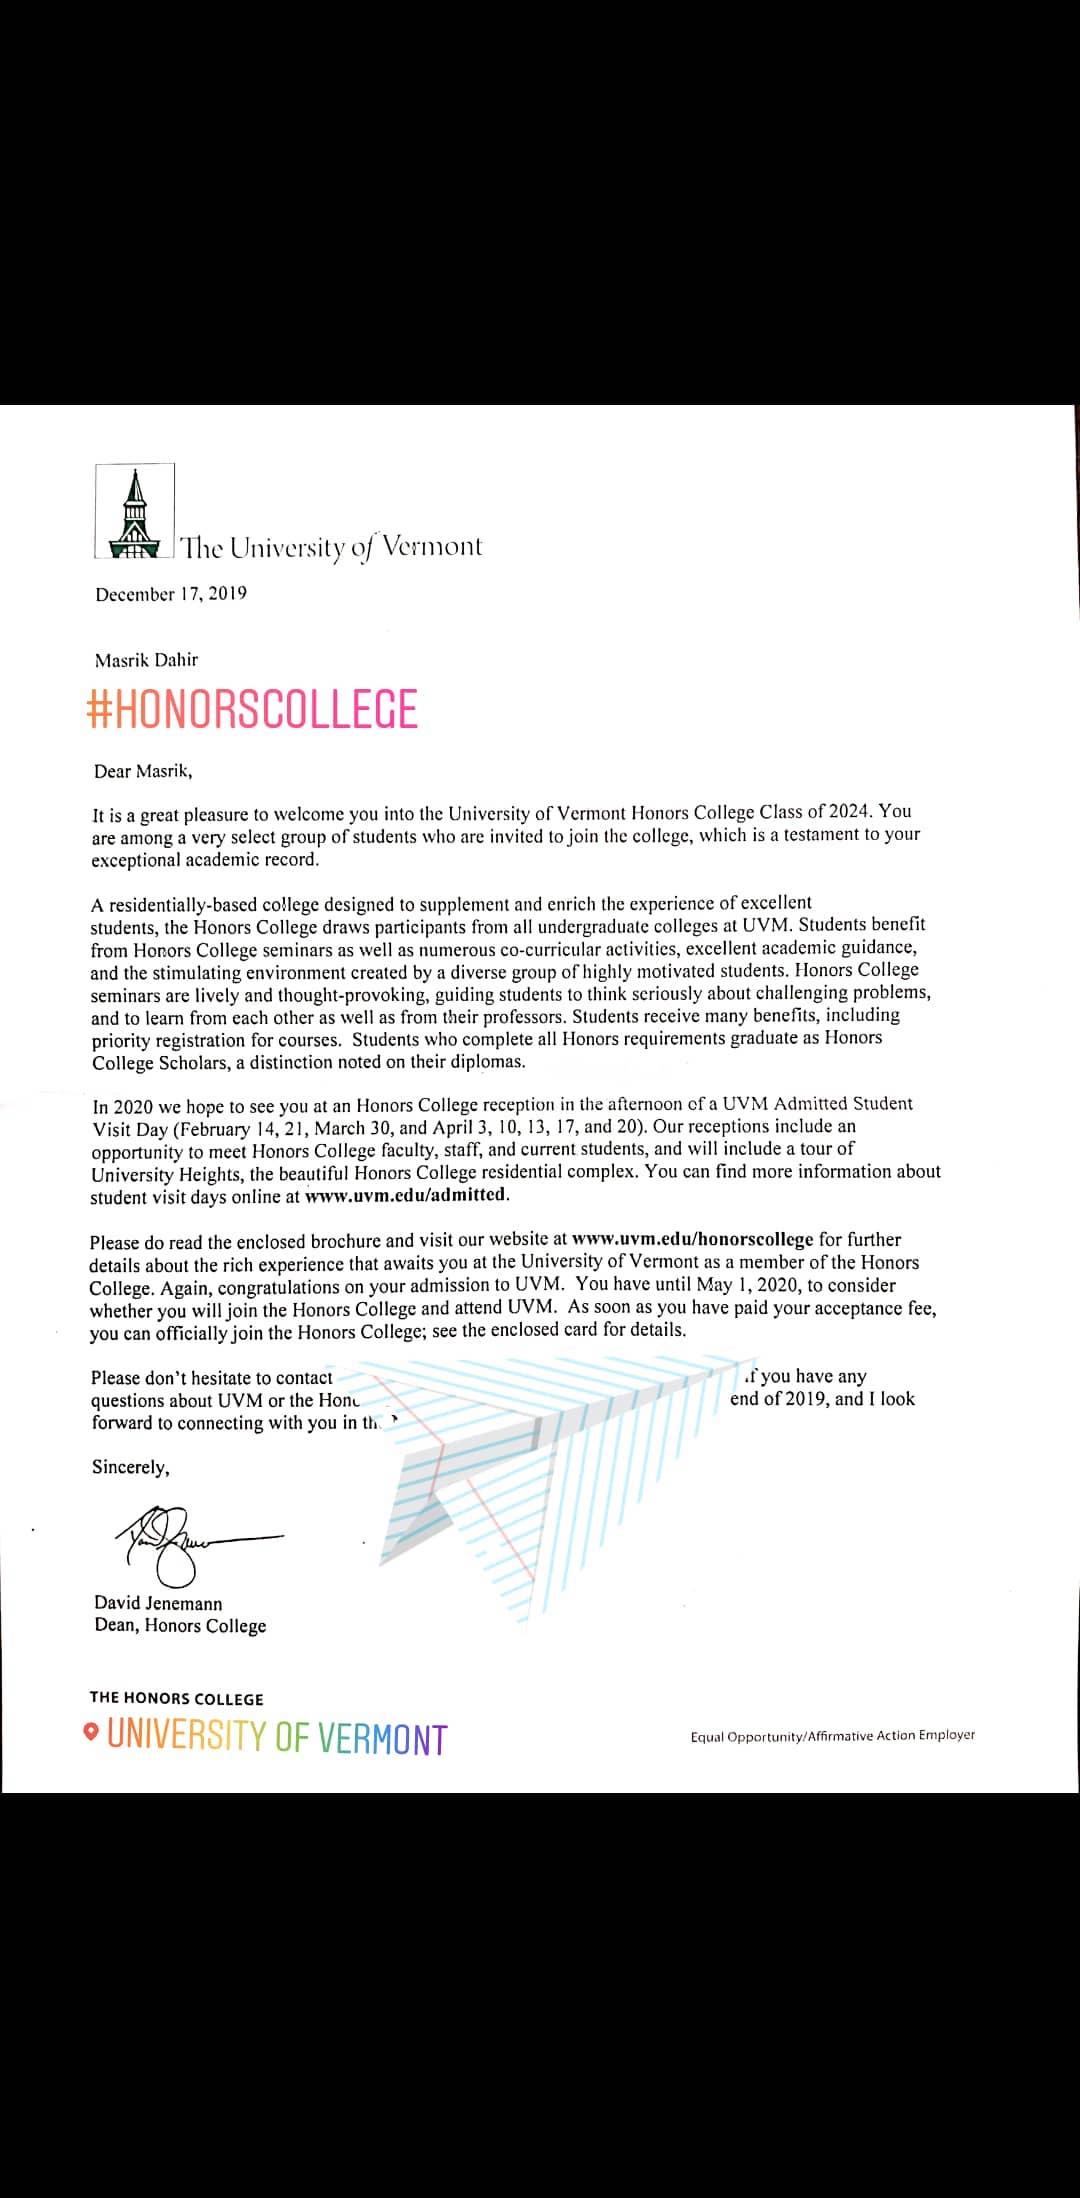 The University of Vermont
December 17, 2019
Masrik Dahir
#HONORSCOLLEGE
Dear Masrik,
It is a great pleasure to welcome you into the University of Vermont Honors College Class of 2024. You
are among a very select group of students who are invited to join the college, which is a testament to your
exceptional academic record.
A residentially-based college designed to supplement and enrich the experience of excellent
students, the Honors College draws participants from all undergraduate colleges at UVM. Students benefit
from Honors College seminars as well as numerous co-curricular activities, excellent academic guidance,
and the stimulating environment created by a diverse group of highly motivated students. Honors College
seminars are lively and thought-provoking, guiding students to think seriously about challenging problems,
and to learn from each other as well as from their professors. Students receive many benefits, including
priority registration for courses. Students who complete all Honors requirements graduate as Honors
College Scholars, a distinction noted on their diplomas.
In 2020 we hope to see you at an Honors College reception in the afternoon of a UVM Admitted Student
Visit Day (February 14, 21, March 30, and April 3, 10, 13, 17, and 20). Our receptions include an
opportunity to meet Honors College faculty, staff, and current students, and will include a tour of
University Heights, the beautiful Honors College residential complex. You can find more information about
student visit days online at www.uvm.edu/admitted.
Please do read the enclosed brochure and visit our website at www.uvm.edu/honorscollege for further
details about the rich experience that awaits you at the University of Vermont as a member of the Honors
College. Again, congratulations on your admission to UVM. You have until May 1, 2020, to consider
whether you will join the Honors College and attend UVM. As soon as you have paid your acceptance fee,
you can officially join the Honors College; see the enclosed card for details.
Please don't hesitate to contact if you have any
questions about UVM or the end of 2019, and I look
forward to connecting with you in
Sincerely,
David Jenemann
Dean, Honors College
THE HONORS COLLEGE
UNIVERSITY OF VERMONT
Equal Opportunity/Affirmative Action Employer